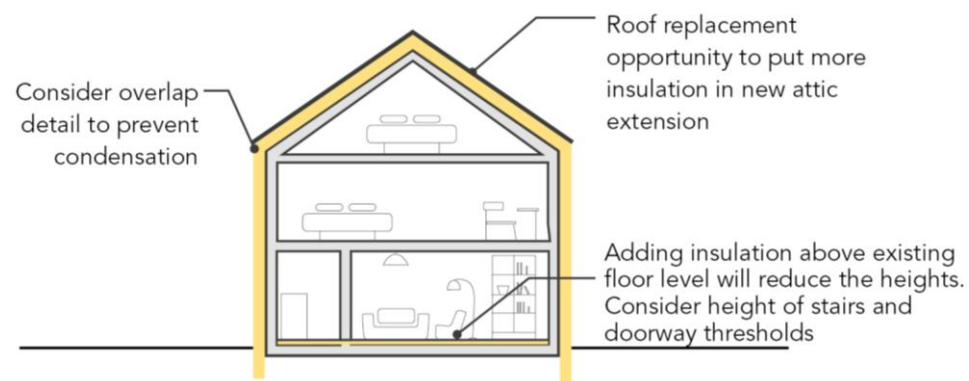 Roof replacement
opportunity to put more
insulation in new attic
extension
Consider overlap
detail to prevent
condensation
Adding insulation above existing
floor level will reduce the heights.
Consider height of stairs and
doorway thresholds